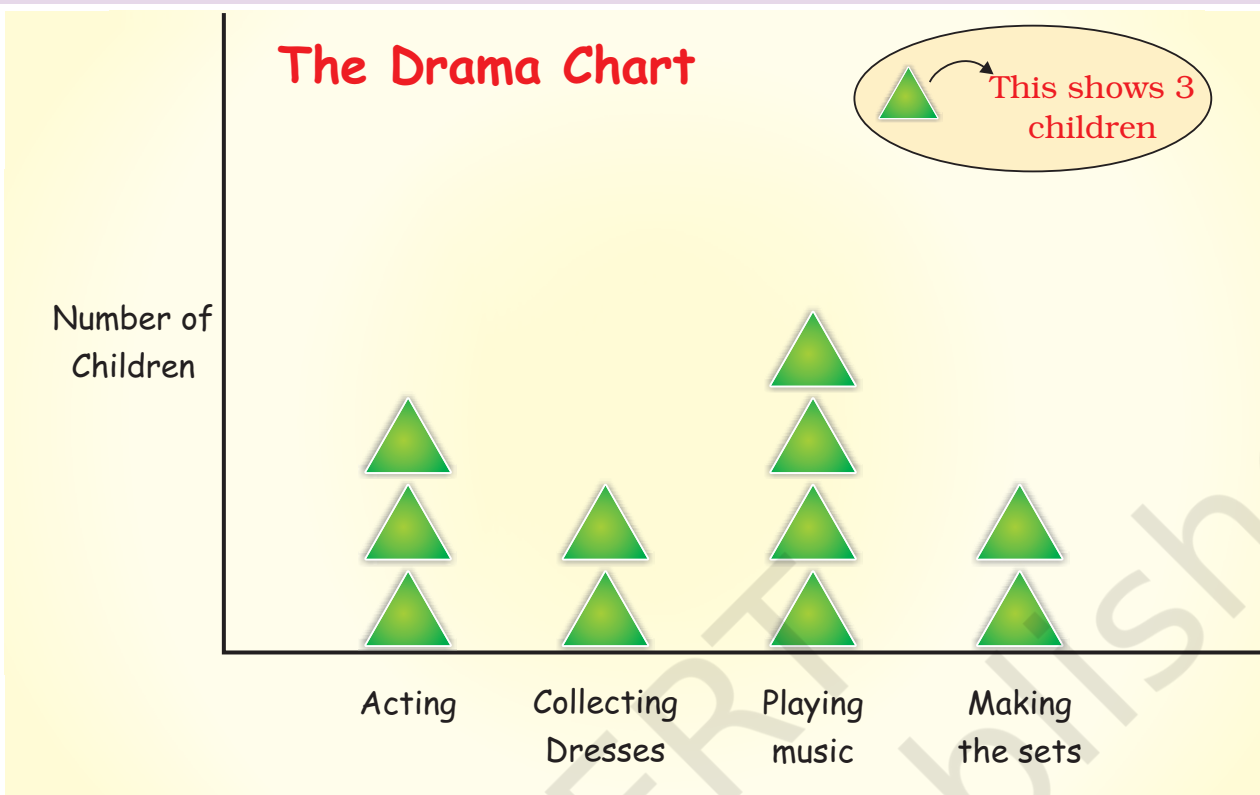 The Drama Chart
This shows 3
children
Number of
Children
Acting
Collecting
Dresses
Playing
music
Making
the sets